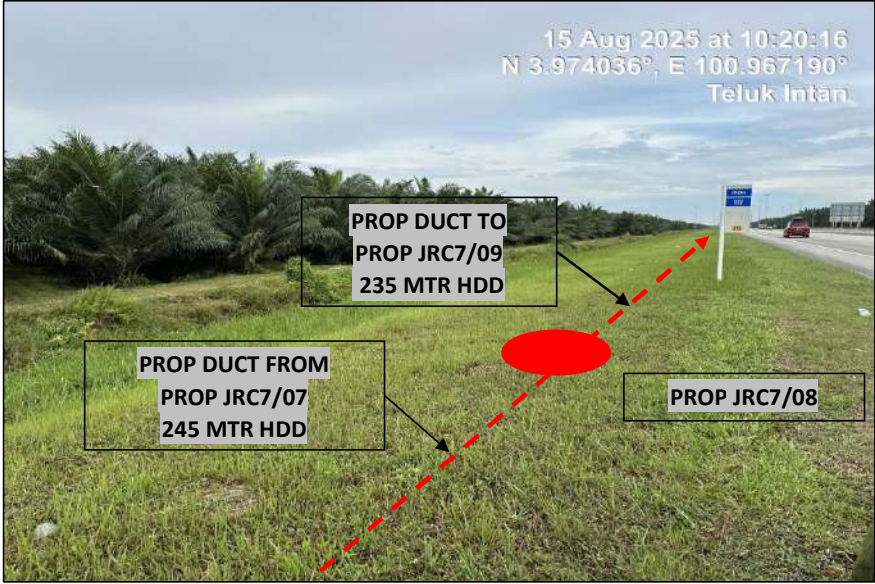 15 Aug 2025 at 10:20:16
N 3.974036°, E 100.967190°
Teluk Intan
PROP DUCT TO
PROP JRC7/09
235 MTR HDD
PROP DUCT FROM
PROP JRC7/07
245 MTR HDD
PROP JRC7/08